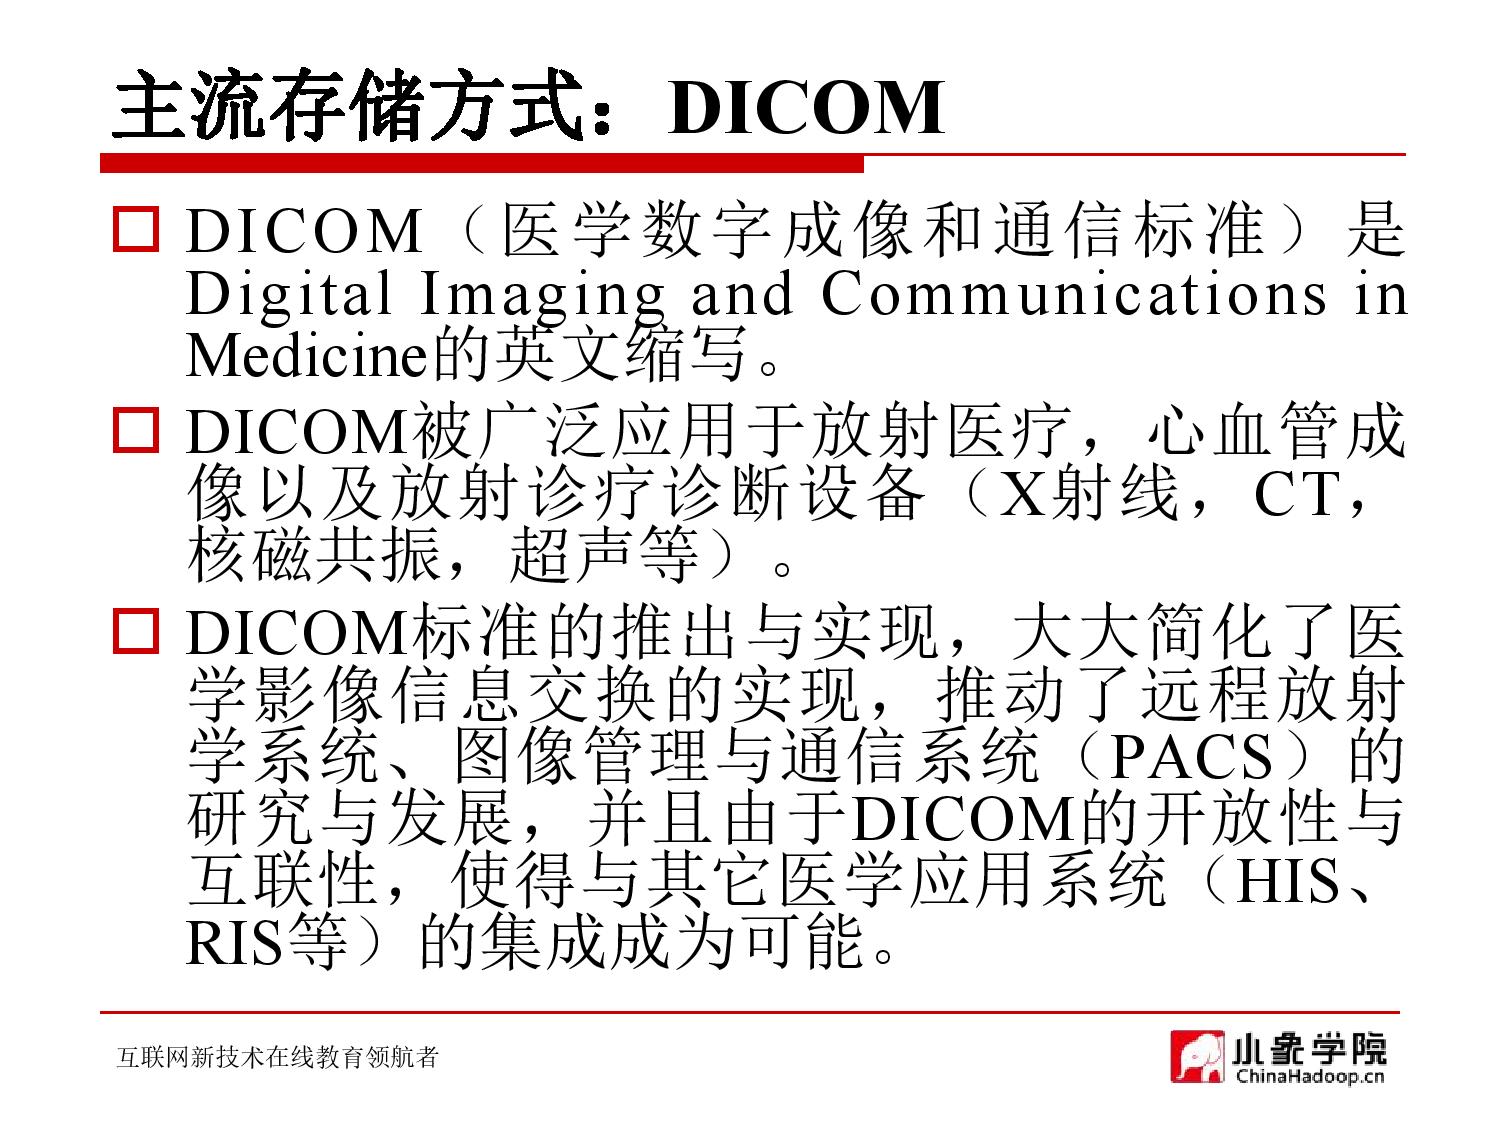 主流存储方式：DICOM
DICOM（医学数字成像和通信标准）是
Digital Imaging and Communications in
Medicine的英文缩写。
DICOM被广泛应用于放射医疗，心血管成
像以及放射诊疗诊断设备（X射线，CT，
核磁共振，超声等）。
DICOM标准的推出与实现，大大简化了医
学影像信息交换的实现，推动了远程放射
学系统、图像管理与通信系统（PACS）的
研究与发展，并且由于DICOM的开放性与
互联性，使得与其它医学应用系统（HIS、
RIS等）的集成成为可能。
互联网新技术在线教育领航者
小象学院
ChinaHadoop.cn